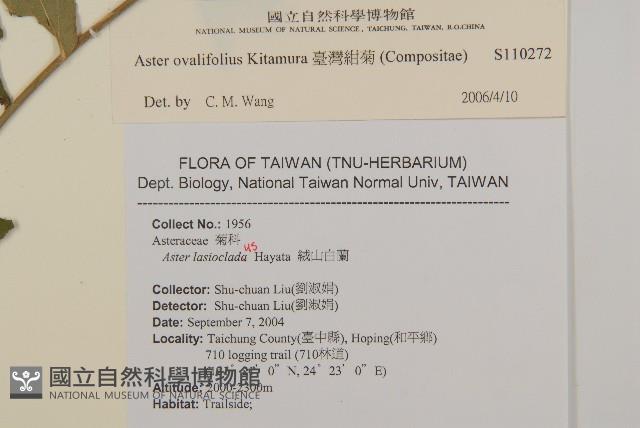 國立自然科學博物館
NATIONAL MUSEUM OF NATURAL SCIENCE, TAICHUNG, TAIWAN, R.O.CHINA
Aster ovalifolius Kitamura 臺灣紺菊 (Compositae) S110272
Det. by C. M. Wang 2006/4/10
FLORA OF TAIWAN (TNU-HERBARIUM)
Dept. Biology, National Taiwan Normal Univ, TAIWAN
Collect No.: 1956
Asteraceae 菊科
us
Aster lasioclada Hayata 絨山白蘭
Collector: Shu-chuan Liu(劉淑娟)
Detector: Shu-chuan Liu(劉淑娟)
Date: September 7, 2004
Locality: Taichung County(臺中縣), Hoping(和平鄉)
710 logging trail (710林道)
0" N, 24° 23' 0" E)
Altitude: 2000-2300m
Habitat: Trailside;
國立自然科學博物館
NATIONAL MUSEUM OF NATURAL SCIENCE